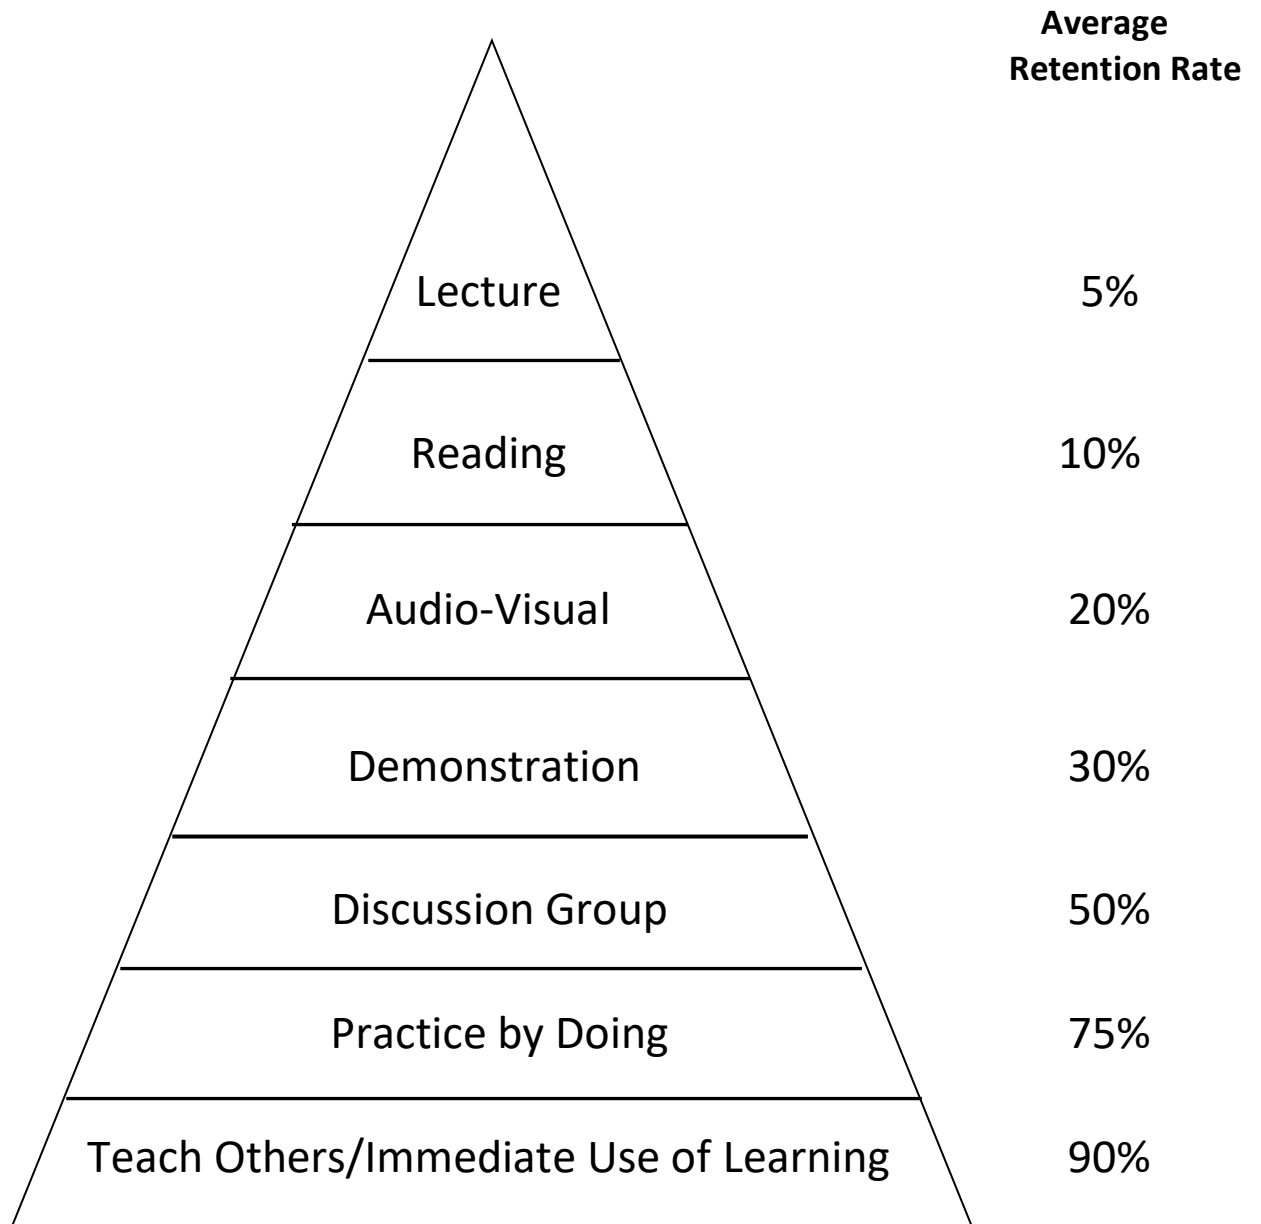 Average
Retention Rate
Lecture 5%
Reading 10%
Audio-Visual 20%
Demonstration 30%
Discussion Group 50%
Practice by Doing 75%
Teach Others/Immediate Use of Learning 90%